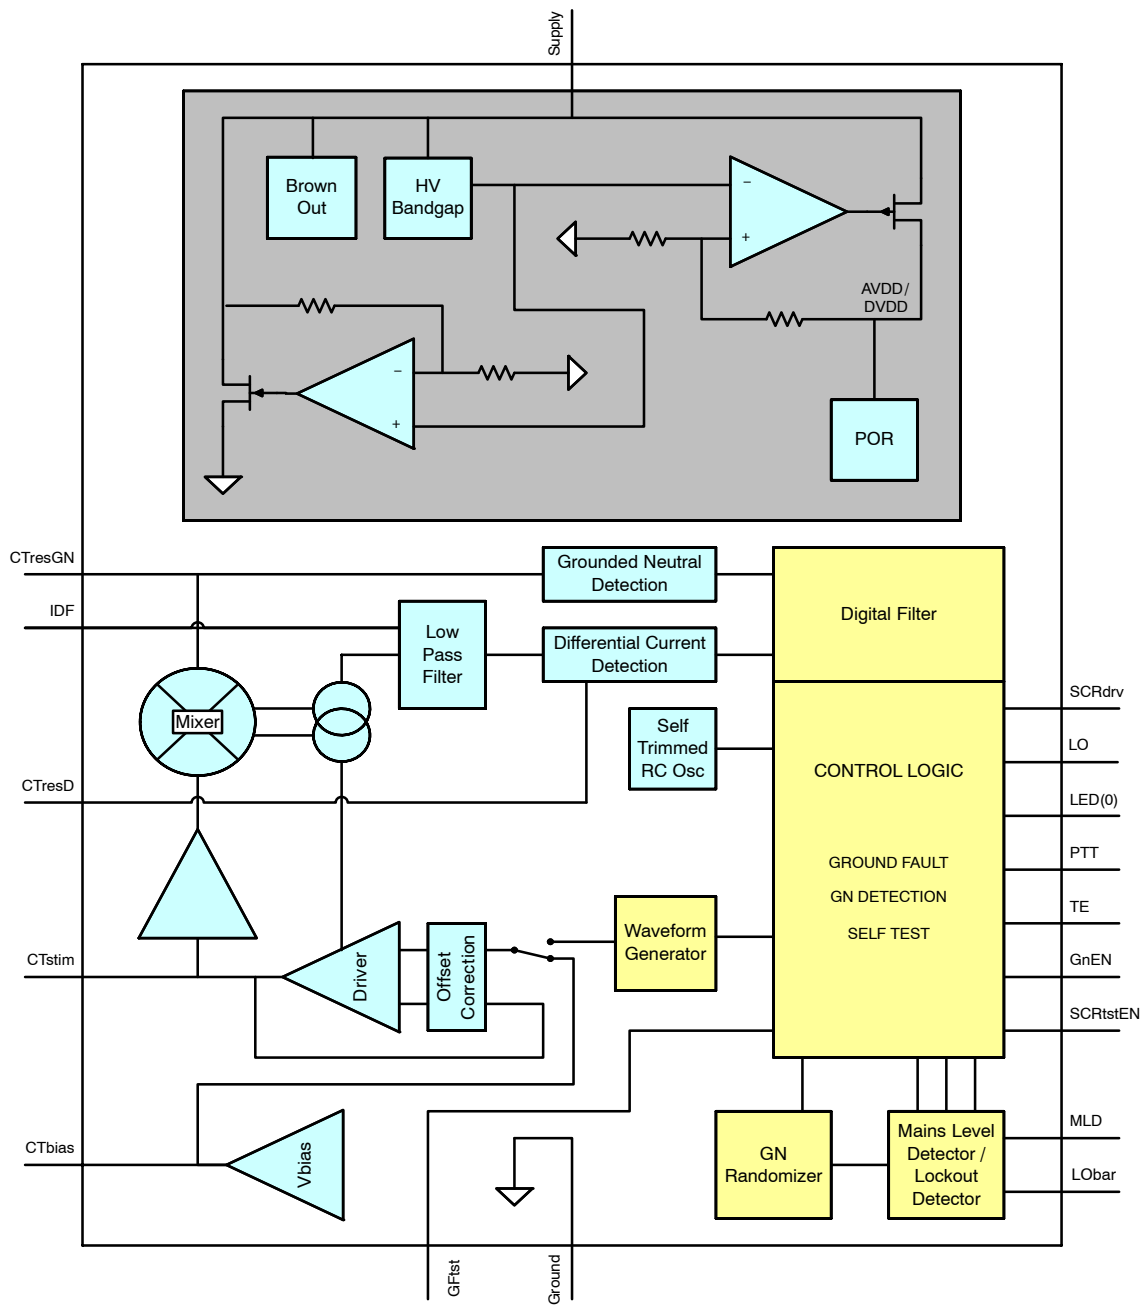 Supply
Brown
Out
HV
Bandgap
−
+
AVDD/
DVDD
−
+
POR
CTresGN
Grounded Neutral
Detection
Digital Filter
IDF
Low
Pass
Filter
Differential Current
Detection
Mixer
SCRdrv
Self
Trimmed
RC Osc
LO
CONTROL LOGIC
CTresD
LED(0)
GROUND FAULT
PTT
GN DETECTION
TE
SELF TEST
Waveform
Generator
CTstim
Driver
Offset
Correction
GnEN
SCRtstEN
MLD
Mains Level
Detector /
Lockout
Detector
GN
Randomizer
CTbias
Vbias
LObar
GFtst
Ground